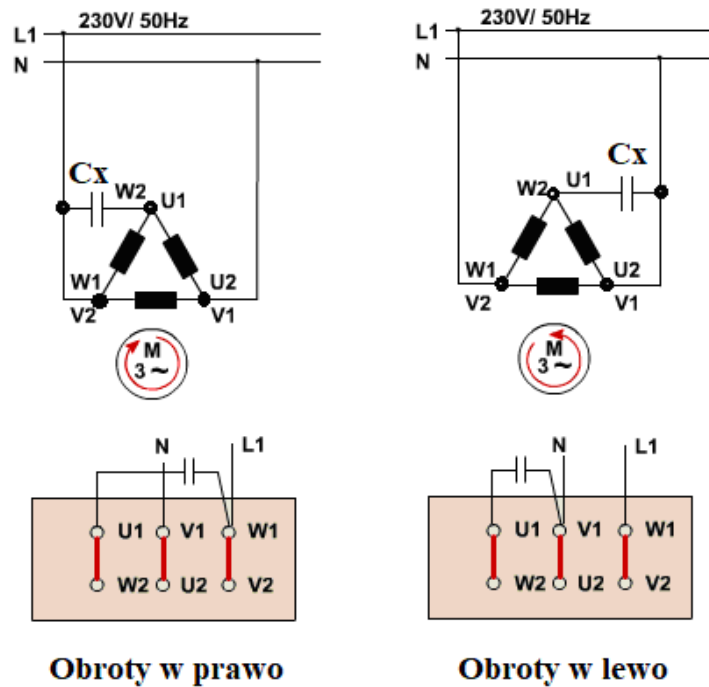 230V/ 50Hz
L1
N
Cx
W2 U1
W1 U2
V2 V1
M
3 ~
N L1
U1 V1 W1
W2 U2 V2
Obroty w prawo
230V/ 50Hz
L1
N
Cx
W2 U1
W1 U2
V2 V1
M
3 ~
N L1
U1 V1 W1
W2 U2 V2
Obroty w lewo